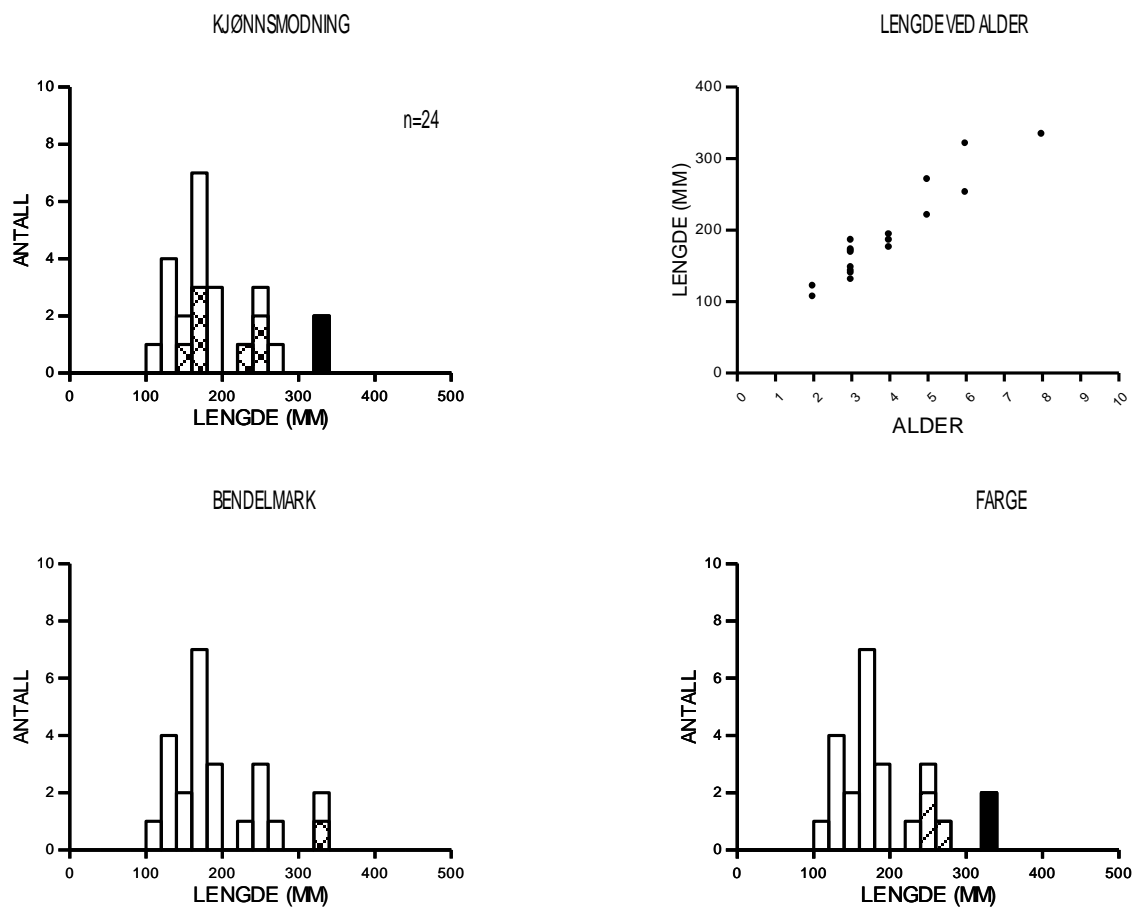 KJØNNSMODNING
n=24
ANTALL
10
8
6
4
2
0
0 100 200 300 400 500
LENGDE (MM)
LENGDE VED ALDER
LENGDE (MM)
400
300
200
100
0
0 1 2 3 4 5 6 7 8 9 10
ALDER
BENDELMARK
ANTALL
10
8
6
4
2
0
0 100 200 300 400 500
LENGDE (MM)
FARGE
ANTALL
10
8
6
4
2
0
0 100 200 300 400 500
LENGDE (MM)